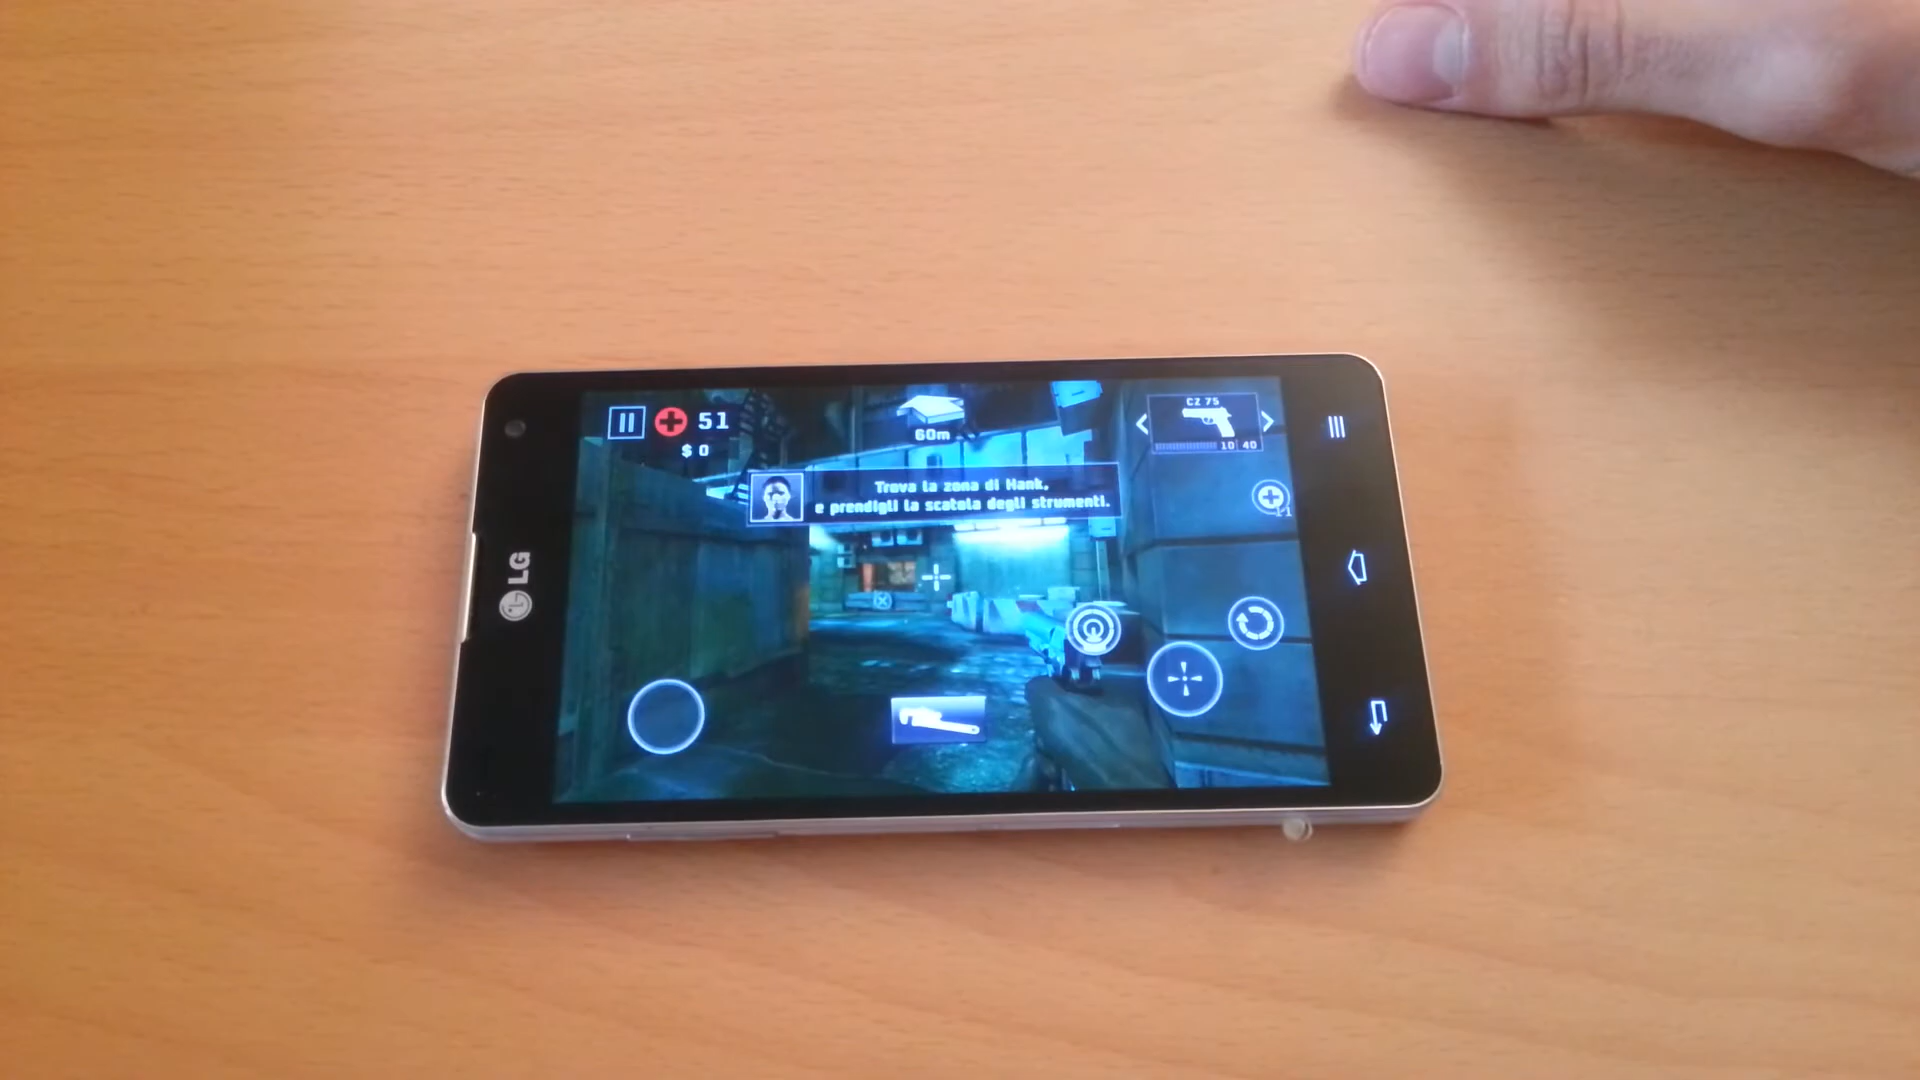 51
$ 0
60m
CZ 75
10 40
Trova la zona di Hank,
e prendigli la scatola degli strumenti.
LG